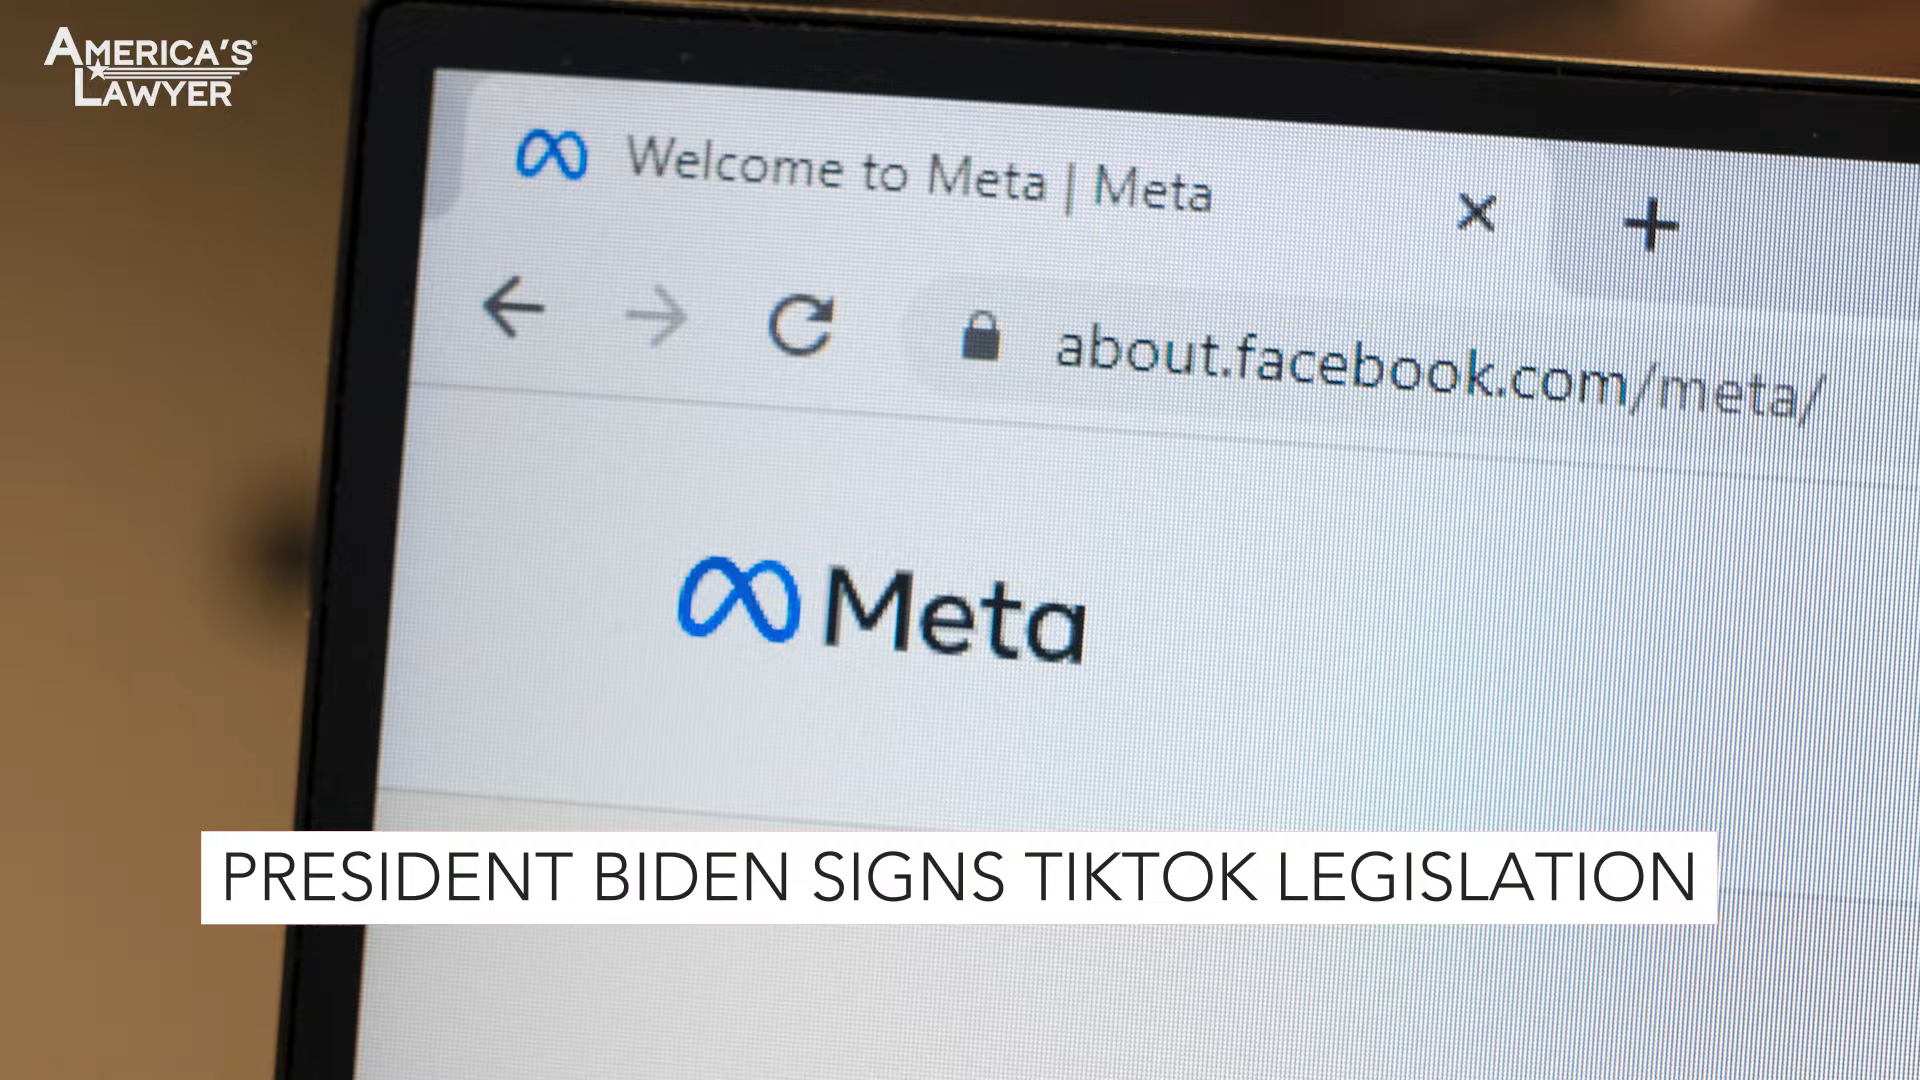 AMERICA'S
LAWYER
Welcome to Meta | Meta
about.facebook.com/meta/
Meta
PRESIDENT BIDEN SIGNS TIKTOK LEGISLATION